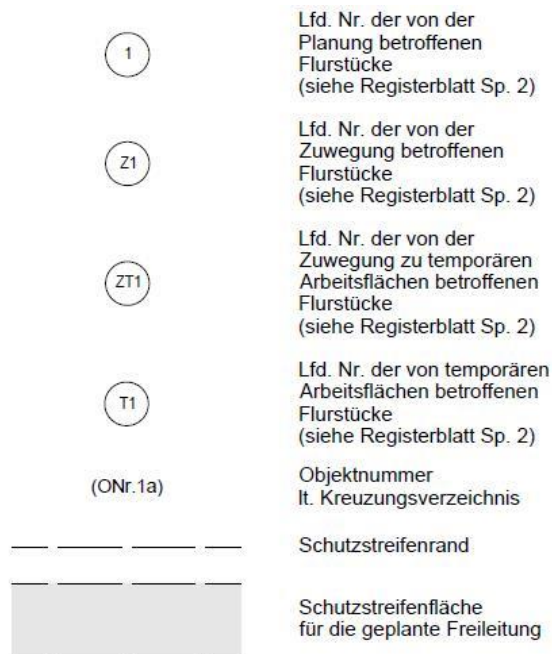 1
Lfd. Nr. der von der
Planung betroffenen
Flurstücke
(siehe Registerblatt Sp. 2)
Z1
Lfd. Nr. der von der
Zuwegung betroffenen
Flurstücke
(siehe Registerblatt Sp. 2)
ZT1
Lfd. Nr. der von der
Zuwegung zu temporären
Arbeitsflächen betroffenen
Flurstücke
(siehe Registerblatt Sp. 2)
T1
Lfd. Nr. der von temporären
Arbeitsflächen betroffenen
Flurstücke
(siehe Registerblatt Sp. 2)
(ONr.1a)
Objektnummer
lt. Kreuzungsverzeichnis
Schutzstreifenrand
Schutzstreifenfläche
für die geplante Freileitung